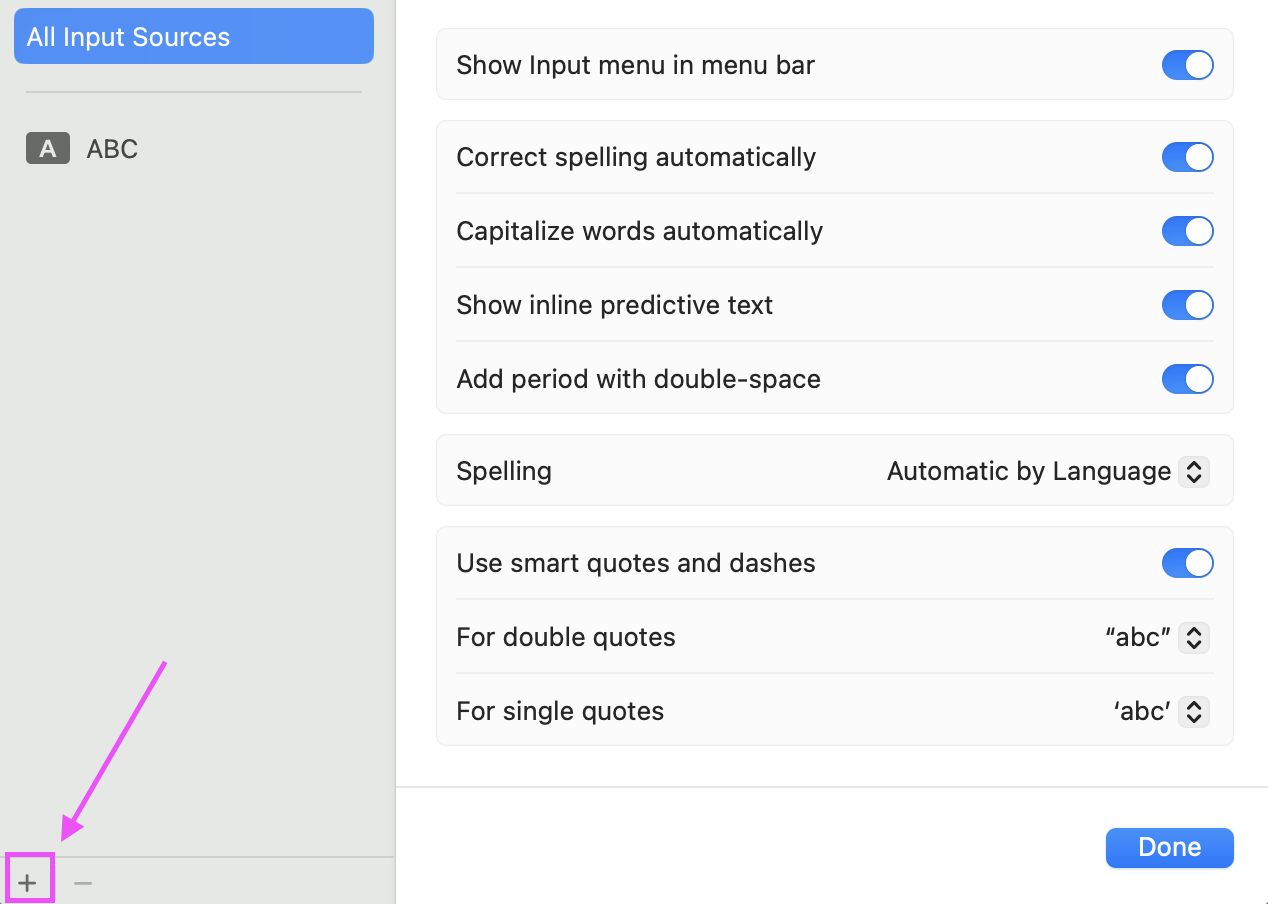 All Input Sources
A ABC
Show Input menu in menu bar
Correct spelling automatically
Capitalize words automatically
Show inline predictive text
Add period with double-space
Spelling Automatic by Language
Use smart quotes and dashes
For double quotes “abc”
For single quotes ‘abc’
Done
+ −